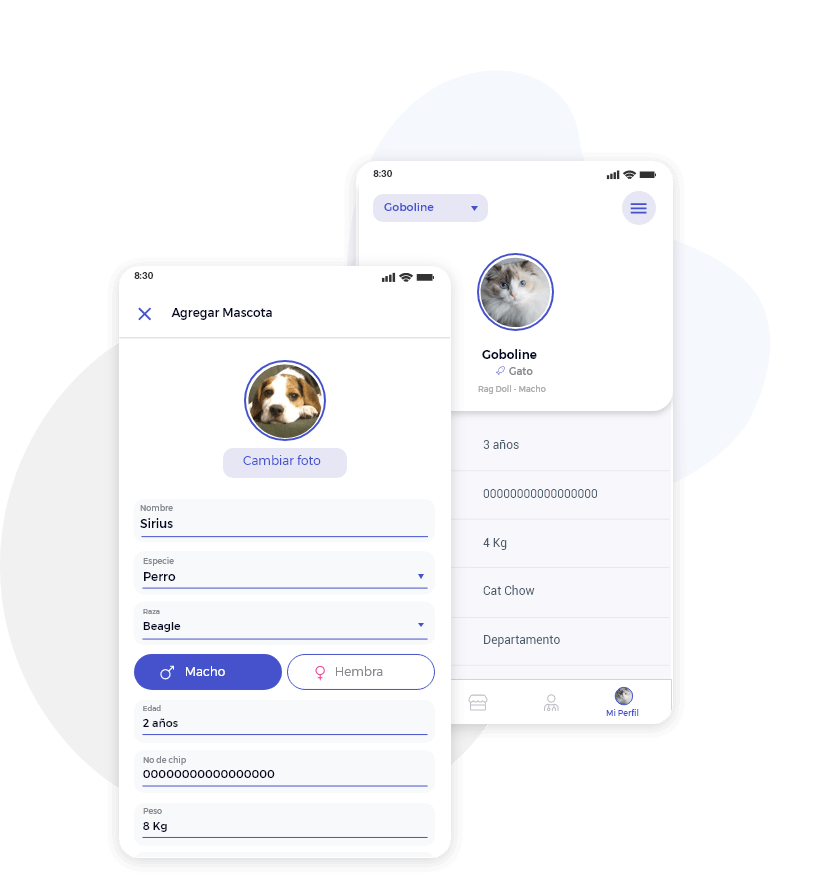 8:30
Goboline
Goboline
Gato
Rag Doll - Macho
3 años
00000000000000000
4 Kg
Cat Chow
Departamento
Mi Perfil
8:30
Agregar Mascota
Cambiar foto
Nombre
Sirius
Especie
Perro
Raza
Beagle
Macho
Hembra
Edad
2 años
No de chip
00000000000000000
Peso
8 Kg